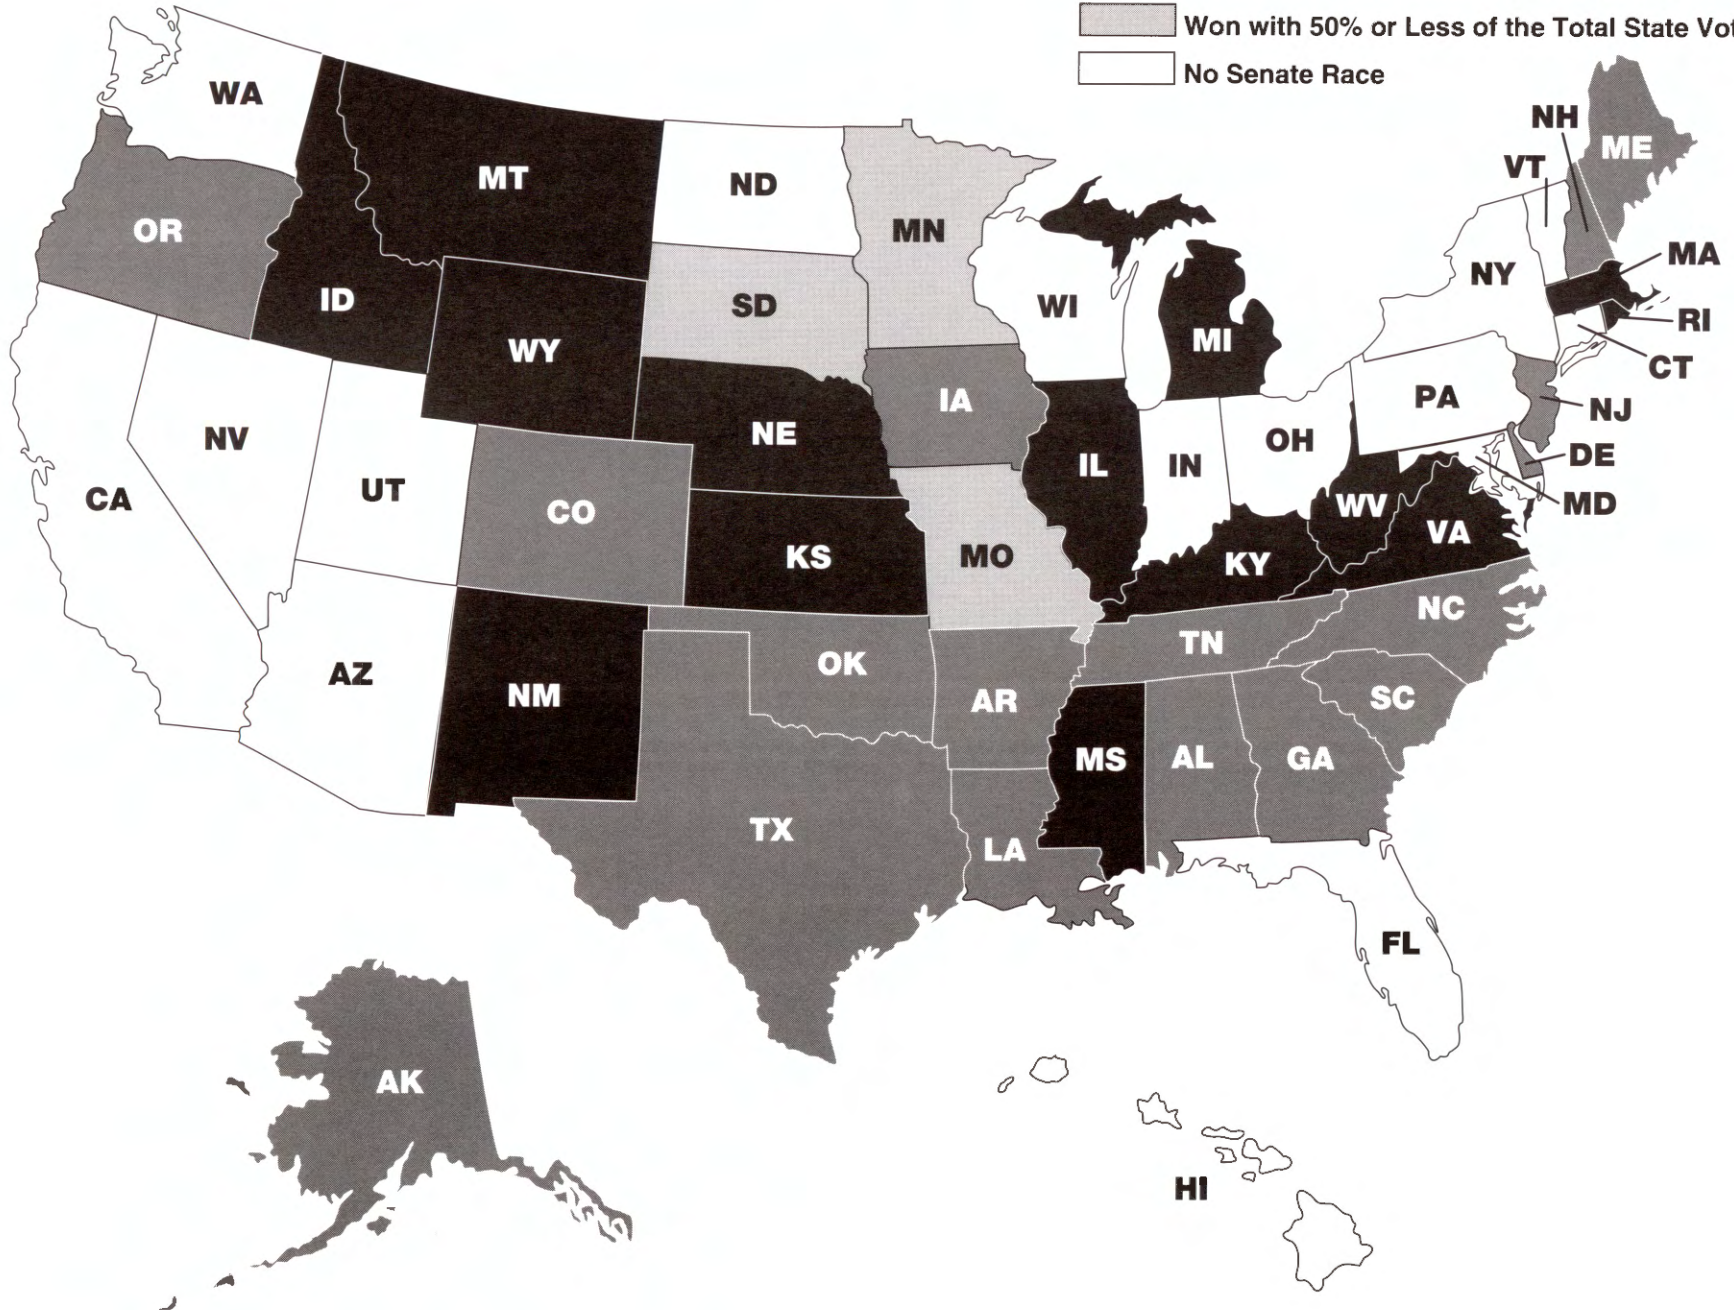 Won with 50% or Less of the Total State
No Senate Race
WA
MT
ND
MN
NH
ME
VT
OR
ID
SD
WI
NY
MA
WY
MI
RI
CT
NE
IA
PA
NJ
NV
IL
IN
OH
DE
CA
UT
CO
WV
MD
KS
MO
KY
VA
NC
TN
AZ
NM
OK
AR
SC
MS
AL
GA
TX
LA
FL
AK
HI